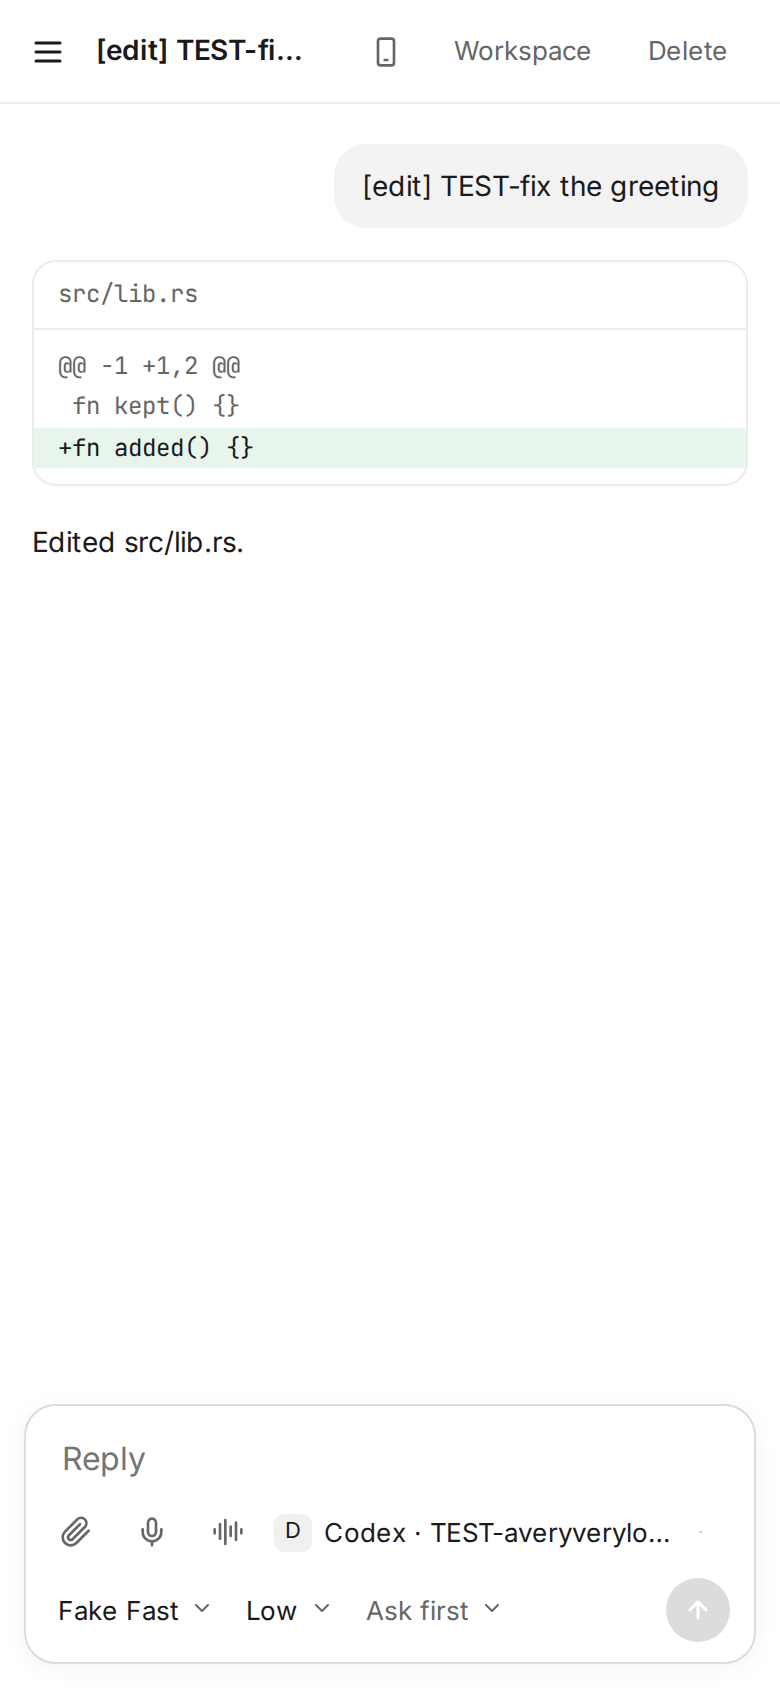 [edit] TEST-fi...
Workspace
Delete
[edit] TEST-fix the greeting
src/lib.rs
@@ -1 +1,2 @@
 fn kept() {}
+fn added() {}
Edited src/lib.rs.
Reply
D Codex · TEST-averyverylo...
Fake Fast Low Ask first